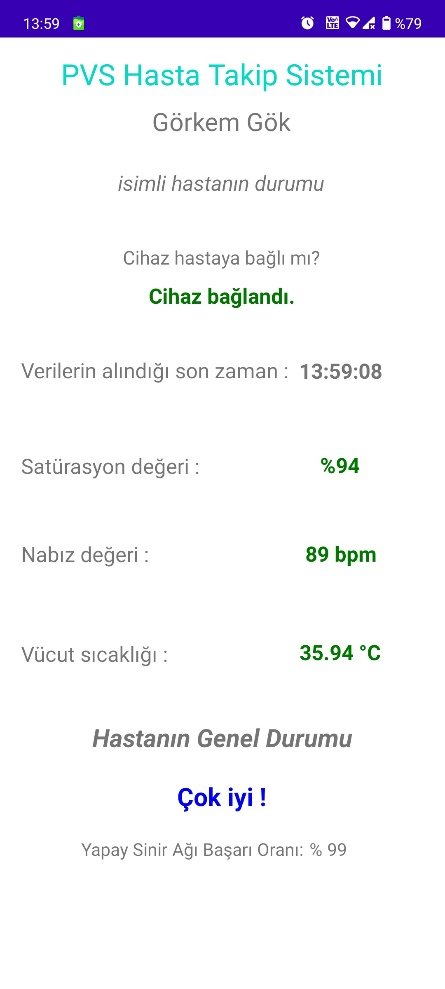 13:59 %79
PVS Hasta Takip Sistemi
Görkem Gök
isimli hastanın durumu
Cihaz hastaya bağlı mı?
Cihaz bağlandı.
Verilerin alındığı son zaman : 13:59:08
Satürasyon değeri : %94
Nabız değeri : 89 bpm
Vücut sıcaklığı : 35.94 °C
Hastanın Genel Durumu
Çok iyi !
Yapay Sinir Ağı Başarı Oranı: % 99